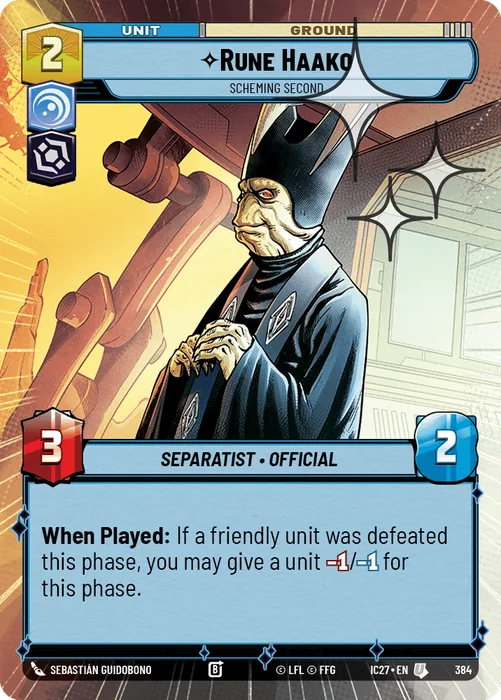 UNIT
GROUND
2
RUNE HAAKO
SCHEMING SECOND
3
SEPARATIST • OFFICIAL
2
When Played: If a friendly unit was defeated
this phase, you may give a unit -1/-1 for
this phase.
SEBASTIÁN GUIDOBONO
B
© LFL © FFG
IC27 • EN
U
384